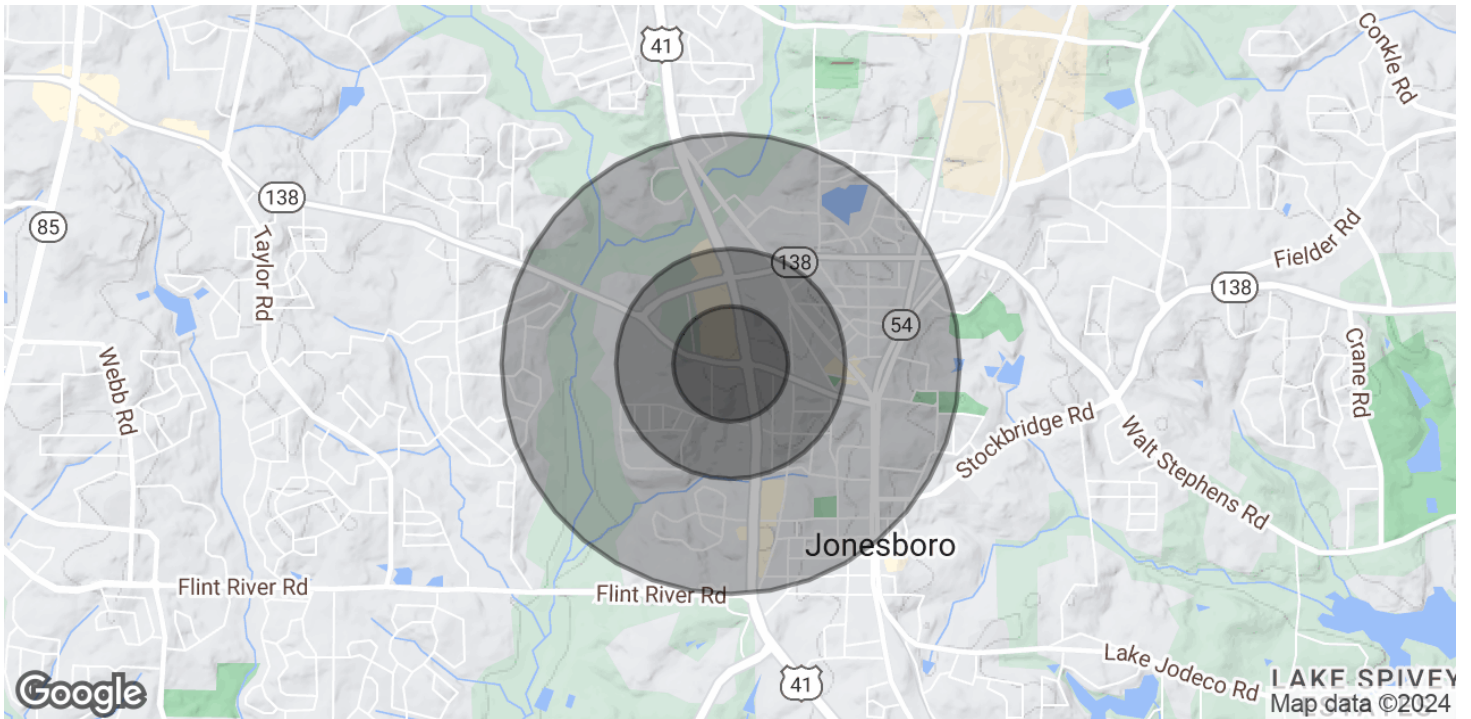 41
Conkle Rd
138
85
Taylor Rd
138
Fielder Rd
138
54
Crane Rd
Webb Rd
Stockbridge Rd
Walt Stephens Rd
Jonesboro
Flint River Rd
Flint River Rd
41
Lake Jodeco Rd
LAKE SPIVEY
Google
Map data ©2024